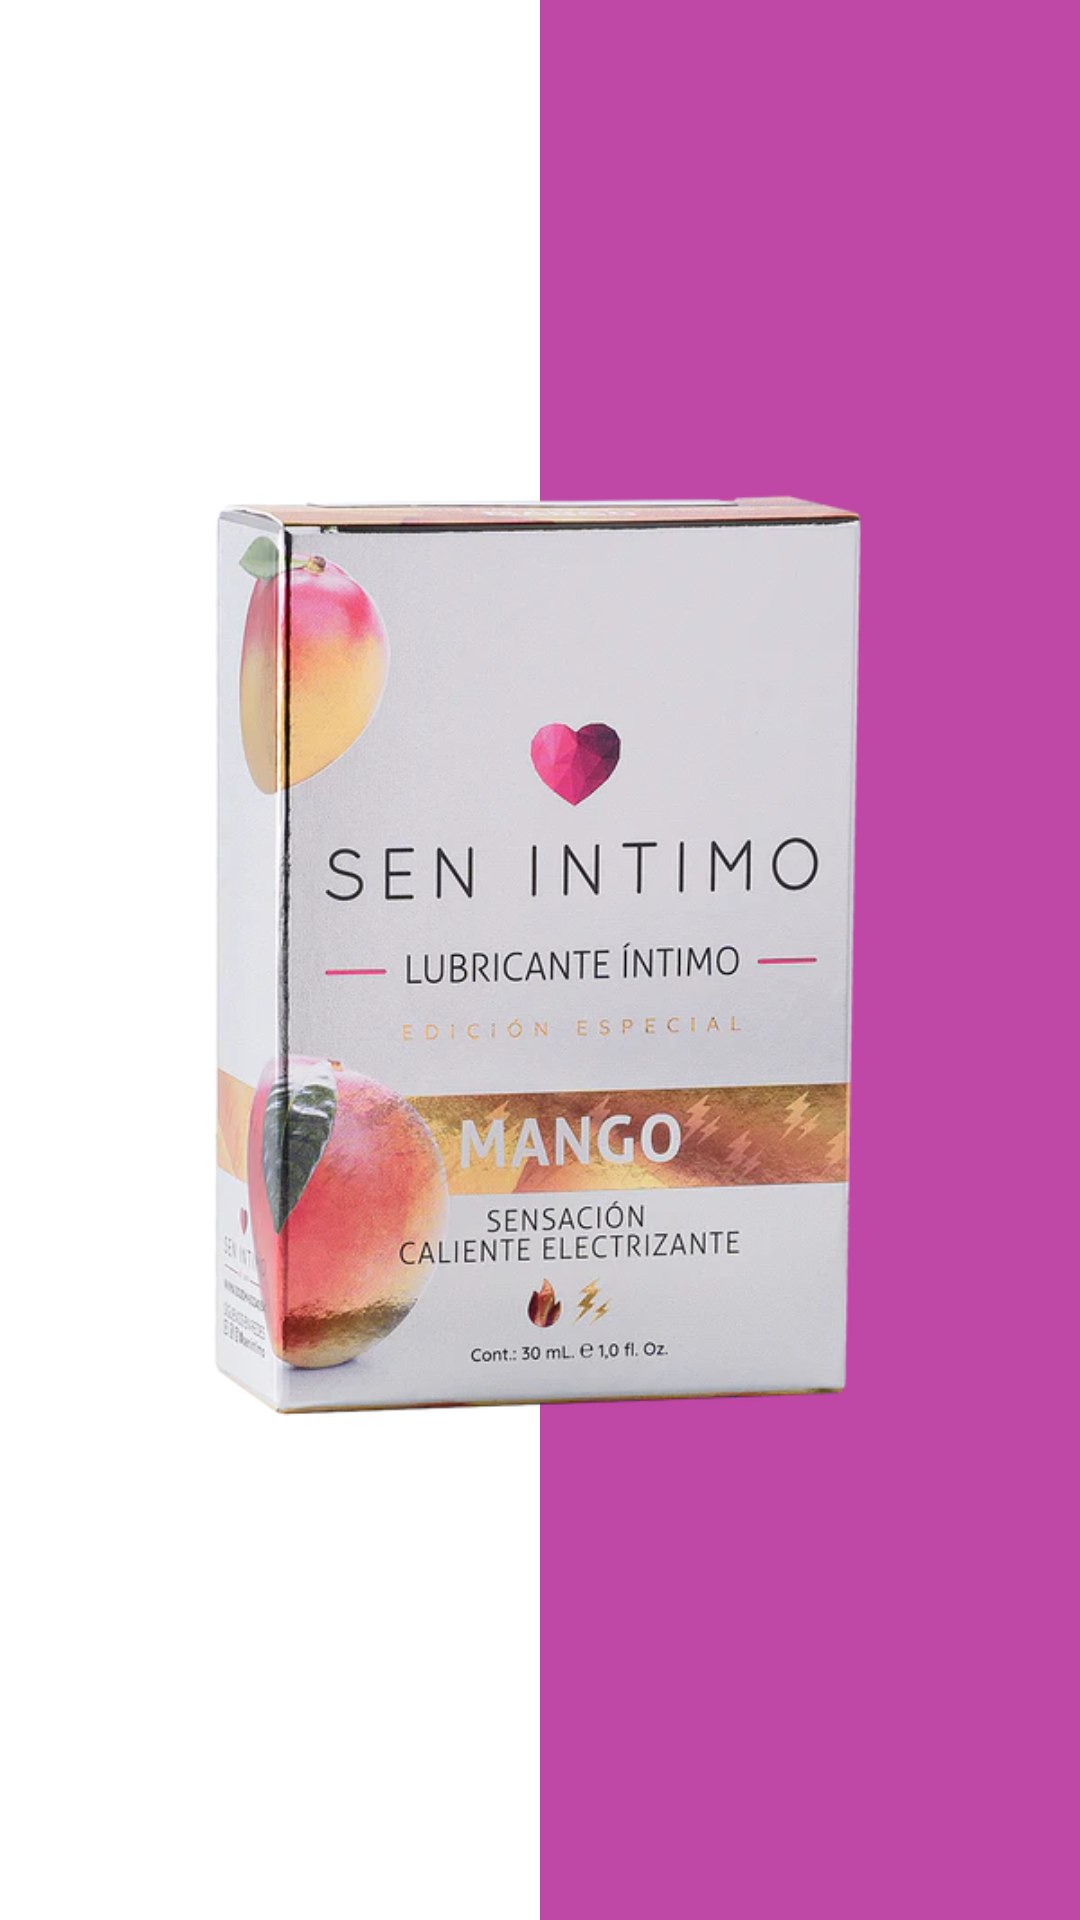 SEN INTIMO
LUBRICANTE ÍNTIMO
EDICIÓN ESPECIAL
MANGO
SENSACIÓN
CALIENTE ELECTRIZANTE
Cont.: 30 mL. ℮ 1,0 fl. Oz.
SEN INTIMO